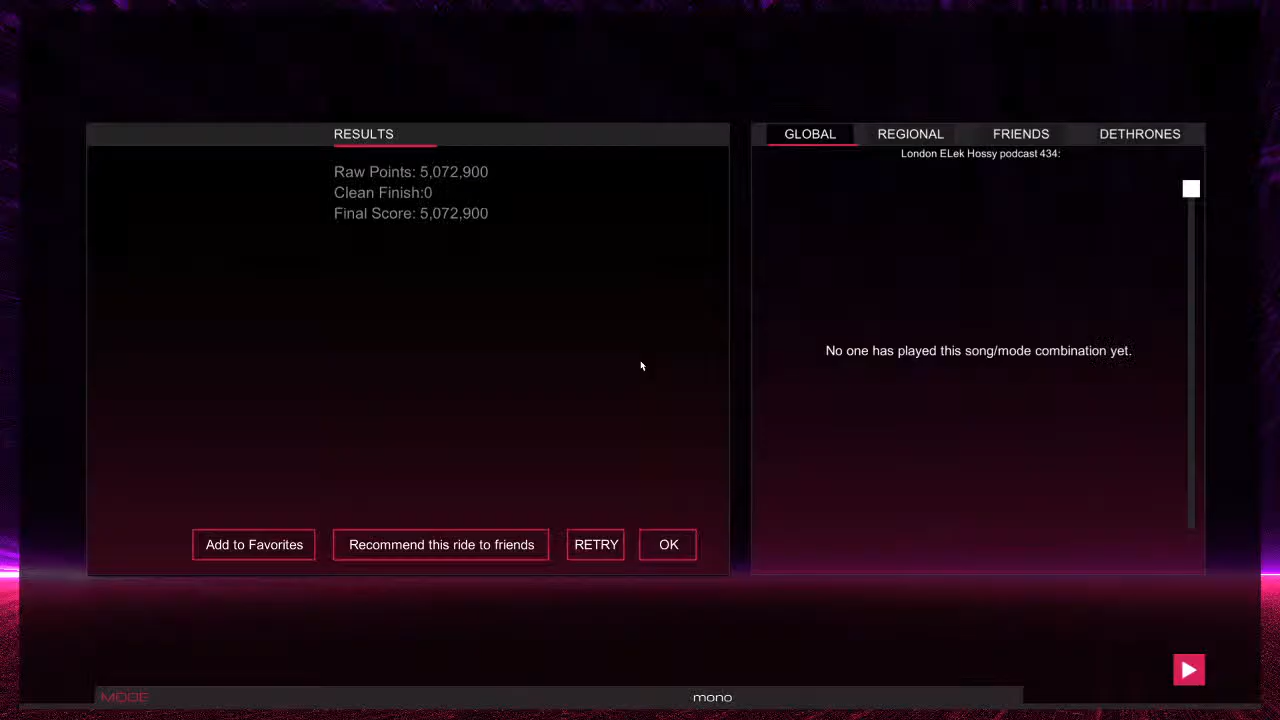 RESULTS
Raw Points: 5,072,900
Clean Finish:0
Final Score: 5,072,900
Add to Favorites
Recommend this ride to friends
RETRY
OK
GLOBAL REGIONAL FRIENDS DETHRONES
London ELek Hossy podcast 434:
No one has played this song/mode combination yet.
MODE mono